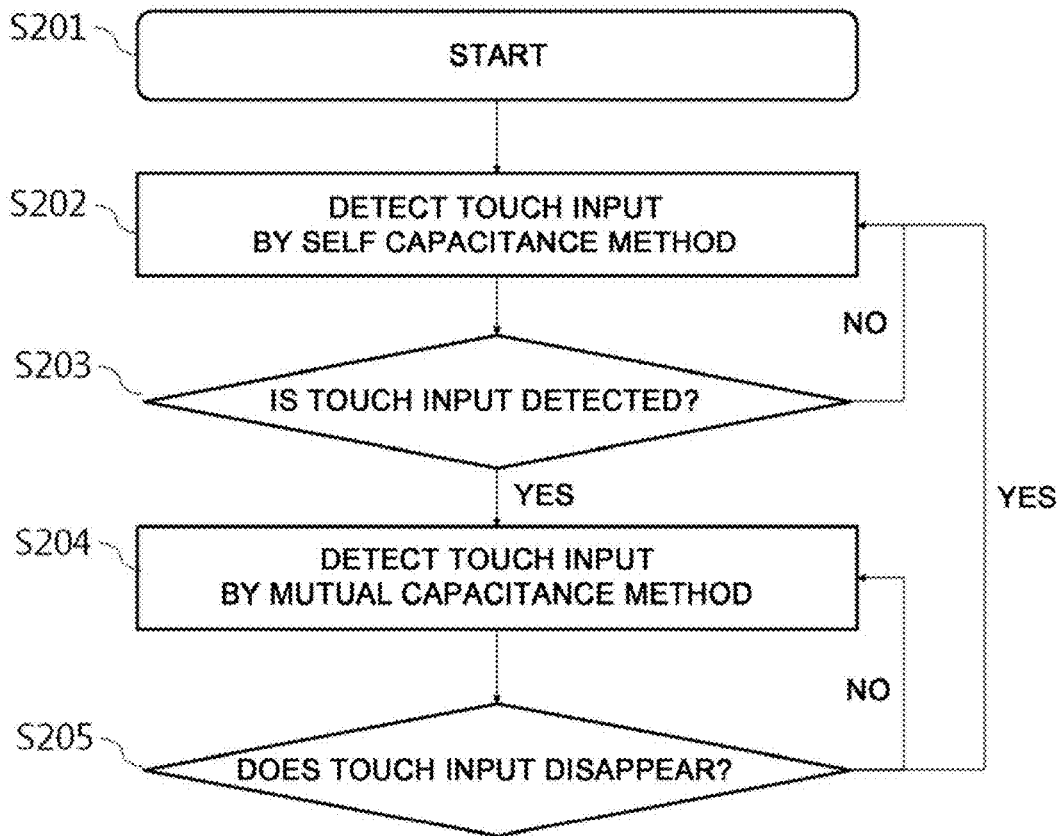 S201
START
S202
DETECT TOUCH INPUT
BY SELF CAPACITANCE METHOD
NO
S203
IS TOUCH INPUT DETECTED?
YES
YES
S204
DETECT TOUCH INPUT
BY MUTUAL CAPACITANCE METHOD
NO
S205
DOES TOUCH INPUT DISAPPEAR?